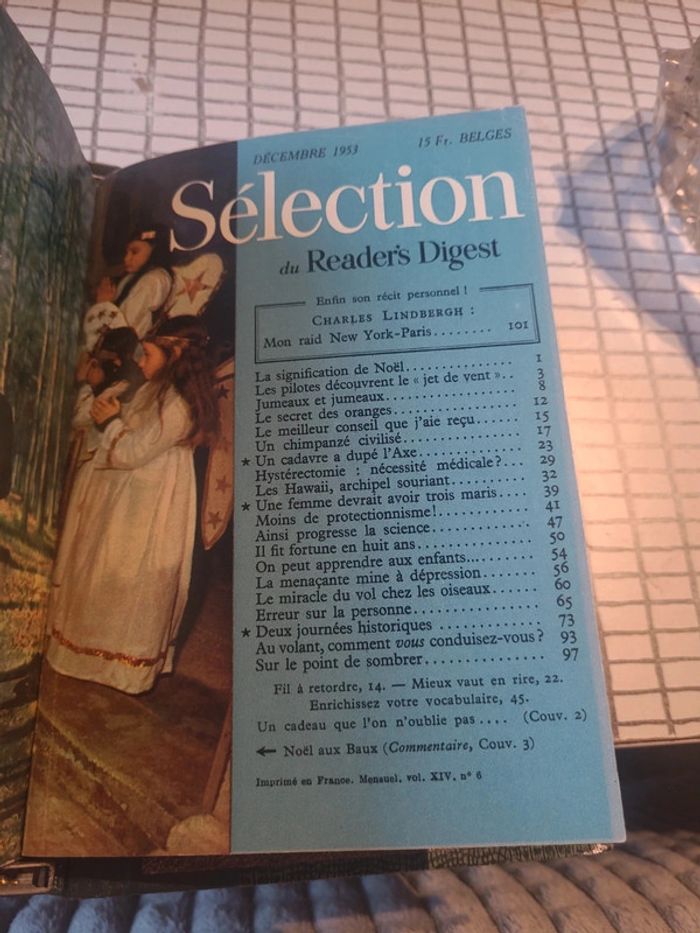 DÉCEMBRE 1953 15 Fr. BELGES
Sélection
du Reader's Digest
Enfin son récit personnel !
CHARLES LINDBERGH :
Mon raid New York-Paris........ 101
La signification de Noël............... 1
Les pilotes découvrent le « jet de vent ».. 3
Jumeaux et jumeaux................. 8
Le secret des oranges................ 12
Le meilleur conseil que j'aie reçu...... 15
Un chimpanzé civilisé................ 17
★ Un cadavre a dupé l'Axe............. 23
Hystérectomie : nécessité médicale?... 29
Les Hawaii, archipel souriant.......... 32
★ Une femme devrait avoir trois maris.... 39
Moins de protectionnisme!............ 41
Ainsi progresse la science............. 47
Il fit fortune en huit ans.............. 50
On peut apprendre aux enfants........ 54
La menaçante mine à dépression....... 56
Le miracle du vol chez les oiseaux...... 60
Erreur sur la personne................ 65
★ Deux journées historiques ............. 73
Au volant, comment vous conduisez-vous? 93
Sur le point de sombrer............... 97
Fil à retordre, 14. — Mieux vaut en rire, 22.
Enrichissez votre vocabulaire, 45.
Un cadeau que l'on n'oublie pas .... (Couv. 2)
← Noël aux Baux (Commentaire, Couv. 3)
Imprimé en France. Mensuel, vol. XIV, n° 6